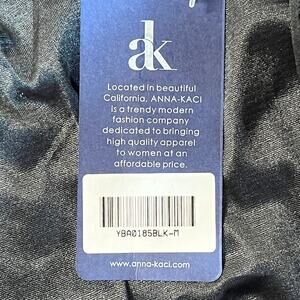 ak
Located in beautiful
California, ANNA-KACI
is a trendy modern
fashion company
dedicated to bringing
high quality apparel
to women at an
affordable price.
YBA0185BLK-M
www.anna-kaci.com